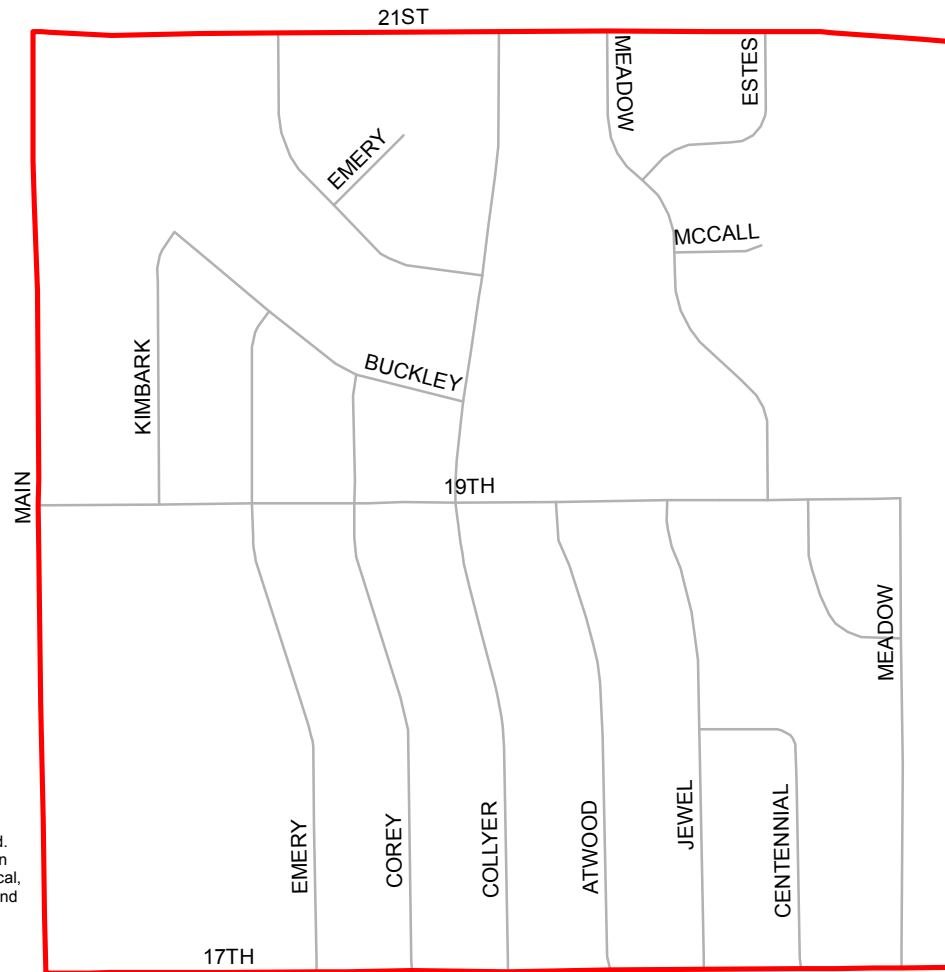 21ST
MEADOW
ESTES
EMERY
MCCALL
KIMBARK
BUCKLEY
MAIN
19TH
MEADOW
EMERY
COREY
COLLYER
ATWOOD
JEWEL
CENTENNIAL
17TH